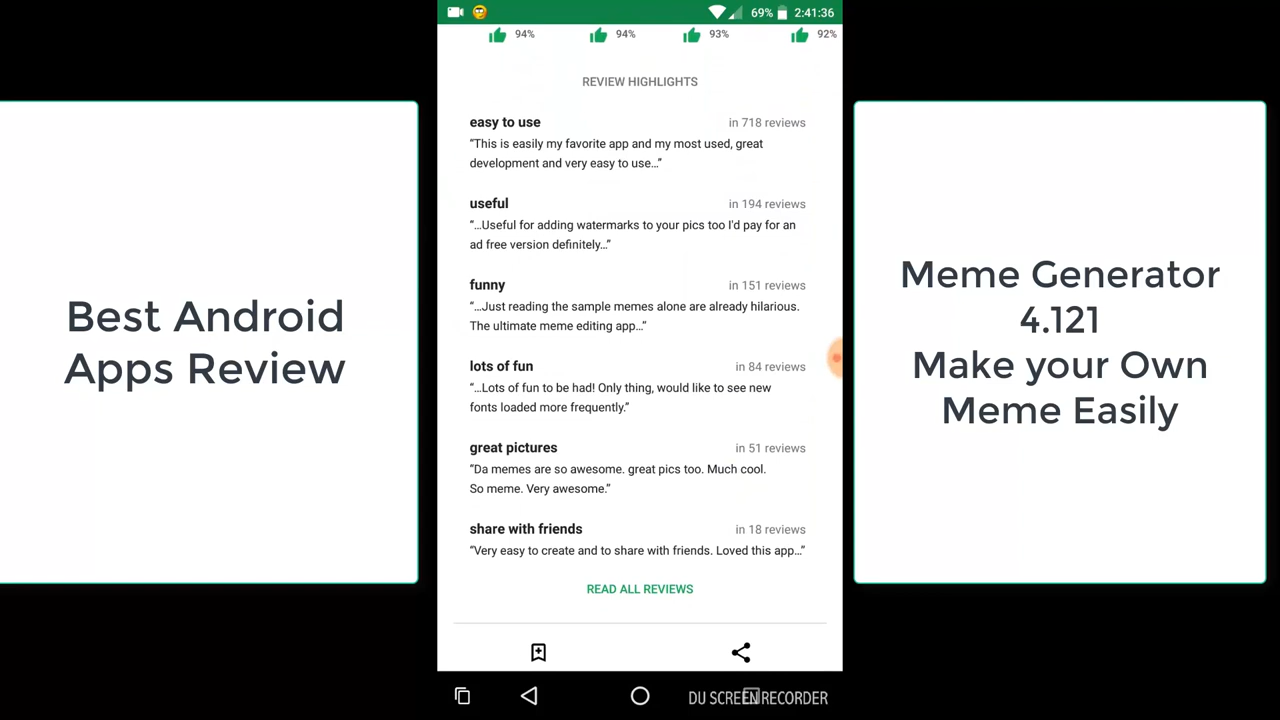 69% 2:41:36
94% 94% 93% 92%
REVIEW HIGHLIGHTS
easy to use in 718 reviews
“This is easily my favorite app and my most used, great
development and very easy to use…”
useful in 194 reviews
“…Useful for adding watermarks to your pics too I'd pay for an
ad free version definitely…”
funny in 151 reviews
“…Just reading the sample memes alone are already hilarious.
The ultimate meme editing app…”
lots of fun in 84 reviews
“…Lots of fun to be had! Only thing, would like to see new
fonts loaded more frequently.”
great pictures in 51 reviews
“Da memes are so awesome. great pics too. Much cool.
So meme. Very awesome.”
share with friends in 18 reviews
“Very easy to create and to share with friends. Loved this app…”
READ ALL REVIEWS
DU SCREEN RECORDER
Best Android
Apps Review
Meme Generator
4.121
Make your Own
Meme Easily